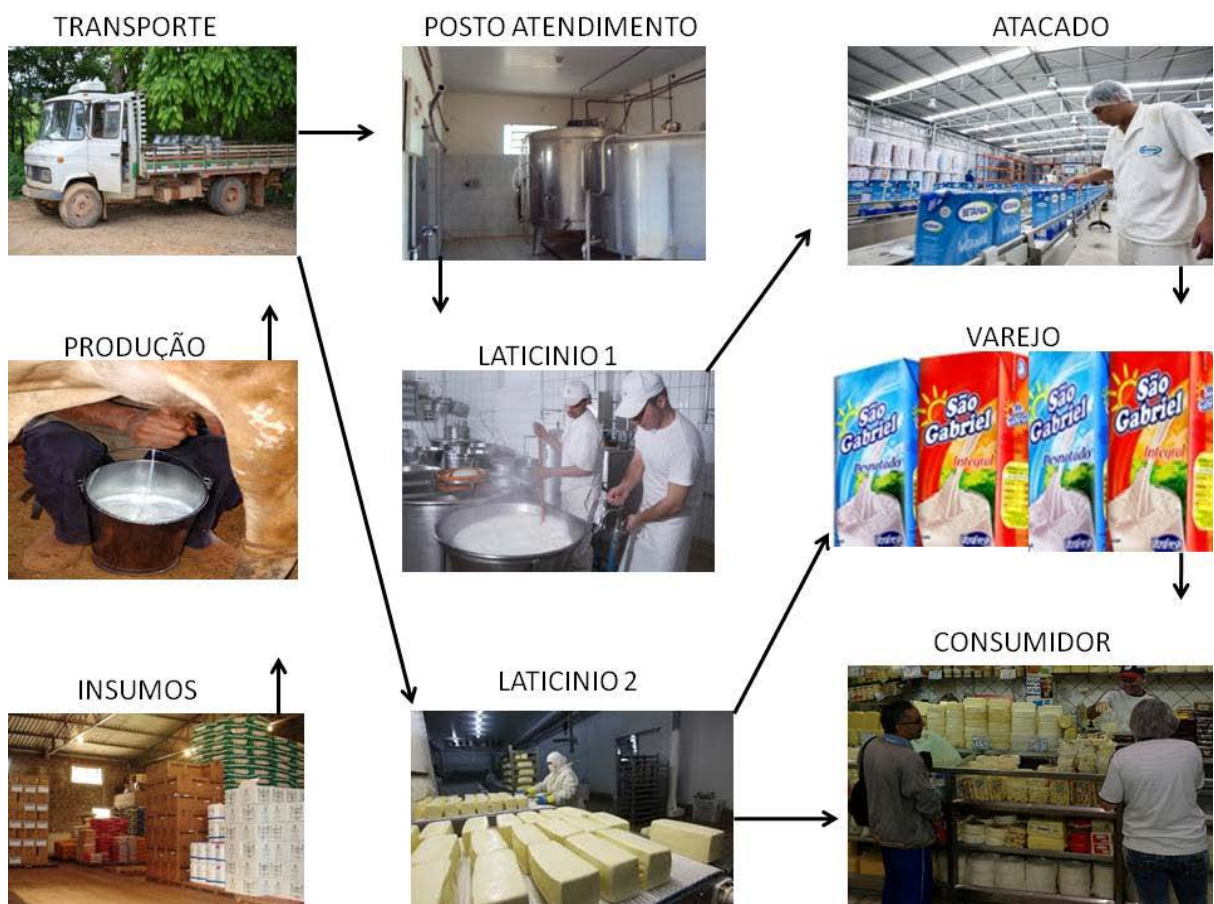 TRANSPORTE
POSTO ATENDIMENTO
ATACADO
BETÂNIA
PRODUÇÃO
LATICINIO 1
VAREJO
São
Gabriel
Desnatado
São
Gabriel
Integral
São
Gabriel
Desnatado
São
Gabriel
Integral
INSUMOS
LATICINIO 2
CONSUMIDOR